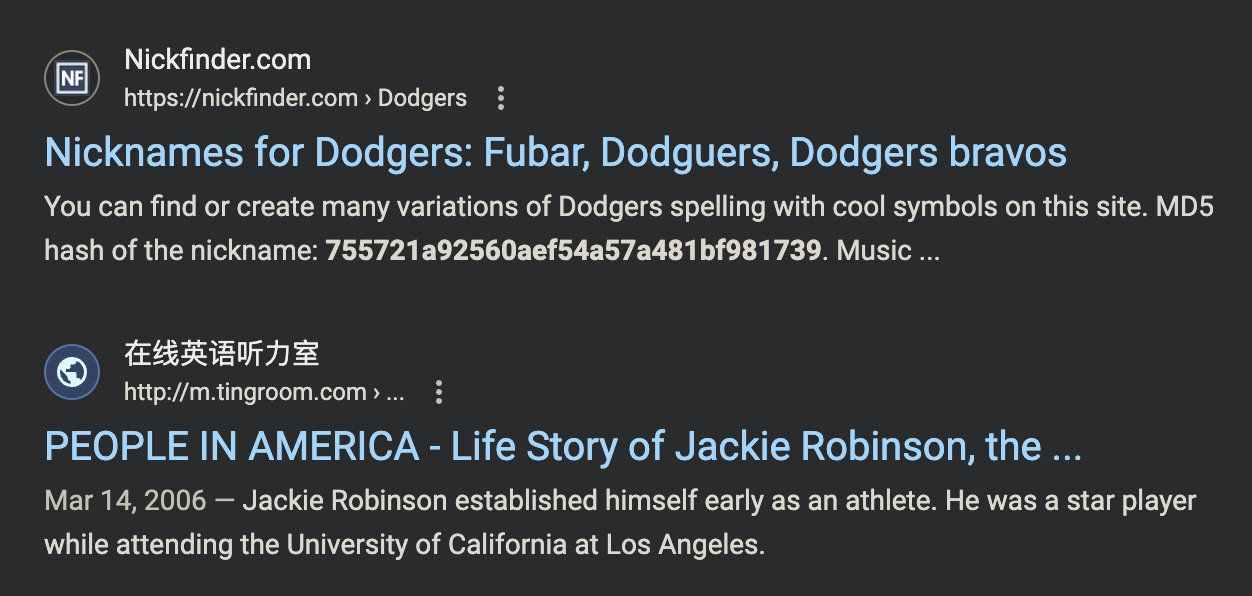 NF
Nickfinder.com
https://nickfinder.com › Dodgers
Nicknames for Dodgers: Fubar, Dodguers, Dodgers bravos
You can find or create many variations of Dodgers spelling with cool symbols on this site. MD5
hash of the nickname: 755721a92560aef54a57a481bf981739. Music ...
在线英语听力室
http://m.tingroom.com › ...
PEOPLE IN AMERICA - Life Story of Jackie Robinson, the ...
Mar 14, 2006 — Jackie Robinson established himself early as an athlete. He was a star player
while attending the University of California at Los Angeles.